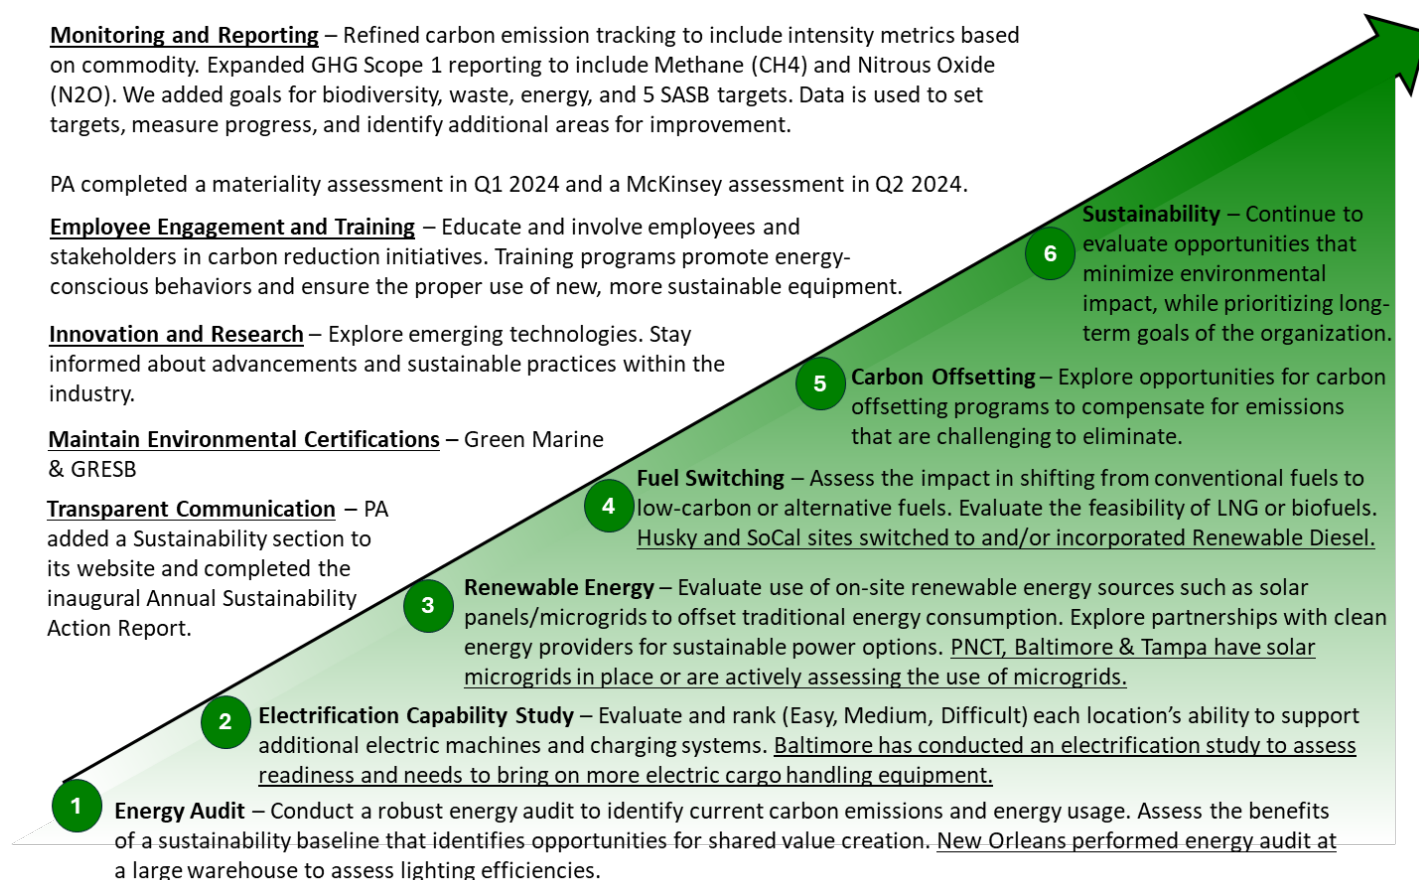 Monitoring and Reporting – Refined carbon emission tracking to include intensity metrics based
on commodity. Expanded GHG Scope 1 reporting to include Methane (CH4) and Nitrous Oxide
(N2O). We added goals for biodiversity, waste, energy, and 5 SASB targets. Data is used to set
targets, measure progress, and identify additional areas for improvement.
PA completed a materiality assessment in Q1 2024 and a McKinsey assessment in Q2 2024.
Employee Engagement and Training – Educate and involve employees and
stakeholders in carbon reduction initiatives. Training programs promote energy-
conscious behaviors and ensure the proper use of new, more sustainable equipment.
Innovation and Research – Explore emerging technologies. Stay
informed about advancements and sustainable practices within the
industry.
Maintain Environmental Certifications – Green Marine
& GRESB
Transparent Communication – PA
added a Sustainability section to
its website and completed the
inaugural Annual Sustainability
Action Report.
6
Sustainability – Continue to
evaluate opportunities that
minimize environmental
impact, while prioritizing long-
term goals of the organization.
5
Carbon Offsetting – Explore opportunities for carbon
offsetting programs to compensate for emissions
that are challenging to eliminate.
4
Fuel Switching – Assess the impact in shifting from conventional fuels to
low-carbon or alternative fuels. Evaluate the feasibility of LNG or biofuels.
Husky and SoCal sites switched to and/or incorporated Renewable Diesel.
3
Renewable Energy – Evaluate use of on-site renewable energy sources such as solar
panels/microgrids to offset traditional energy consumption. Explore partnerships with clean
energy providers for sustainable power options. PNCT, Baltimore & Tampa have solar
microgrids in place or are actively assessing the use of microgrids.
2
Electrification Capability Study – Evaluate and rank (Easy, Medium, Difficult) each location’s ability to support
additional electric machines and charging systems. Baltimore has conducted an electrification study to assess
readiness and needs to bring on more electric cargo handling equipment.
1
Energy Audit – Conduct a robust energy audit to identify current carbon emissions and energy usage. Assess the benefits
of a sustainability baseline that identifies opportunities for shared value creation. New Orleans performed energy audit at
a large warehouse to assess lighting efficiencies.